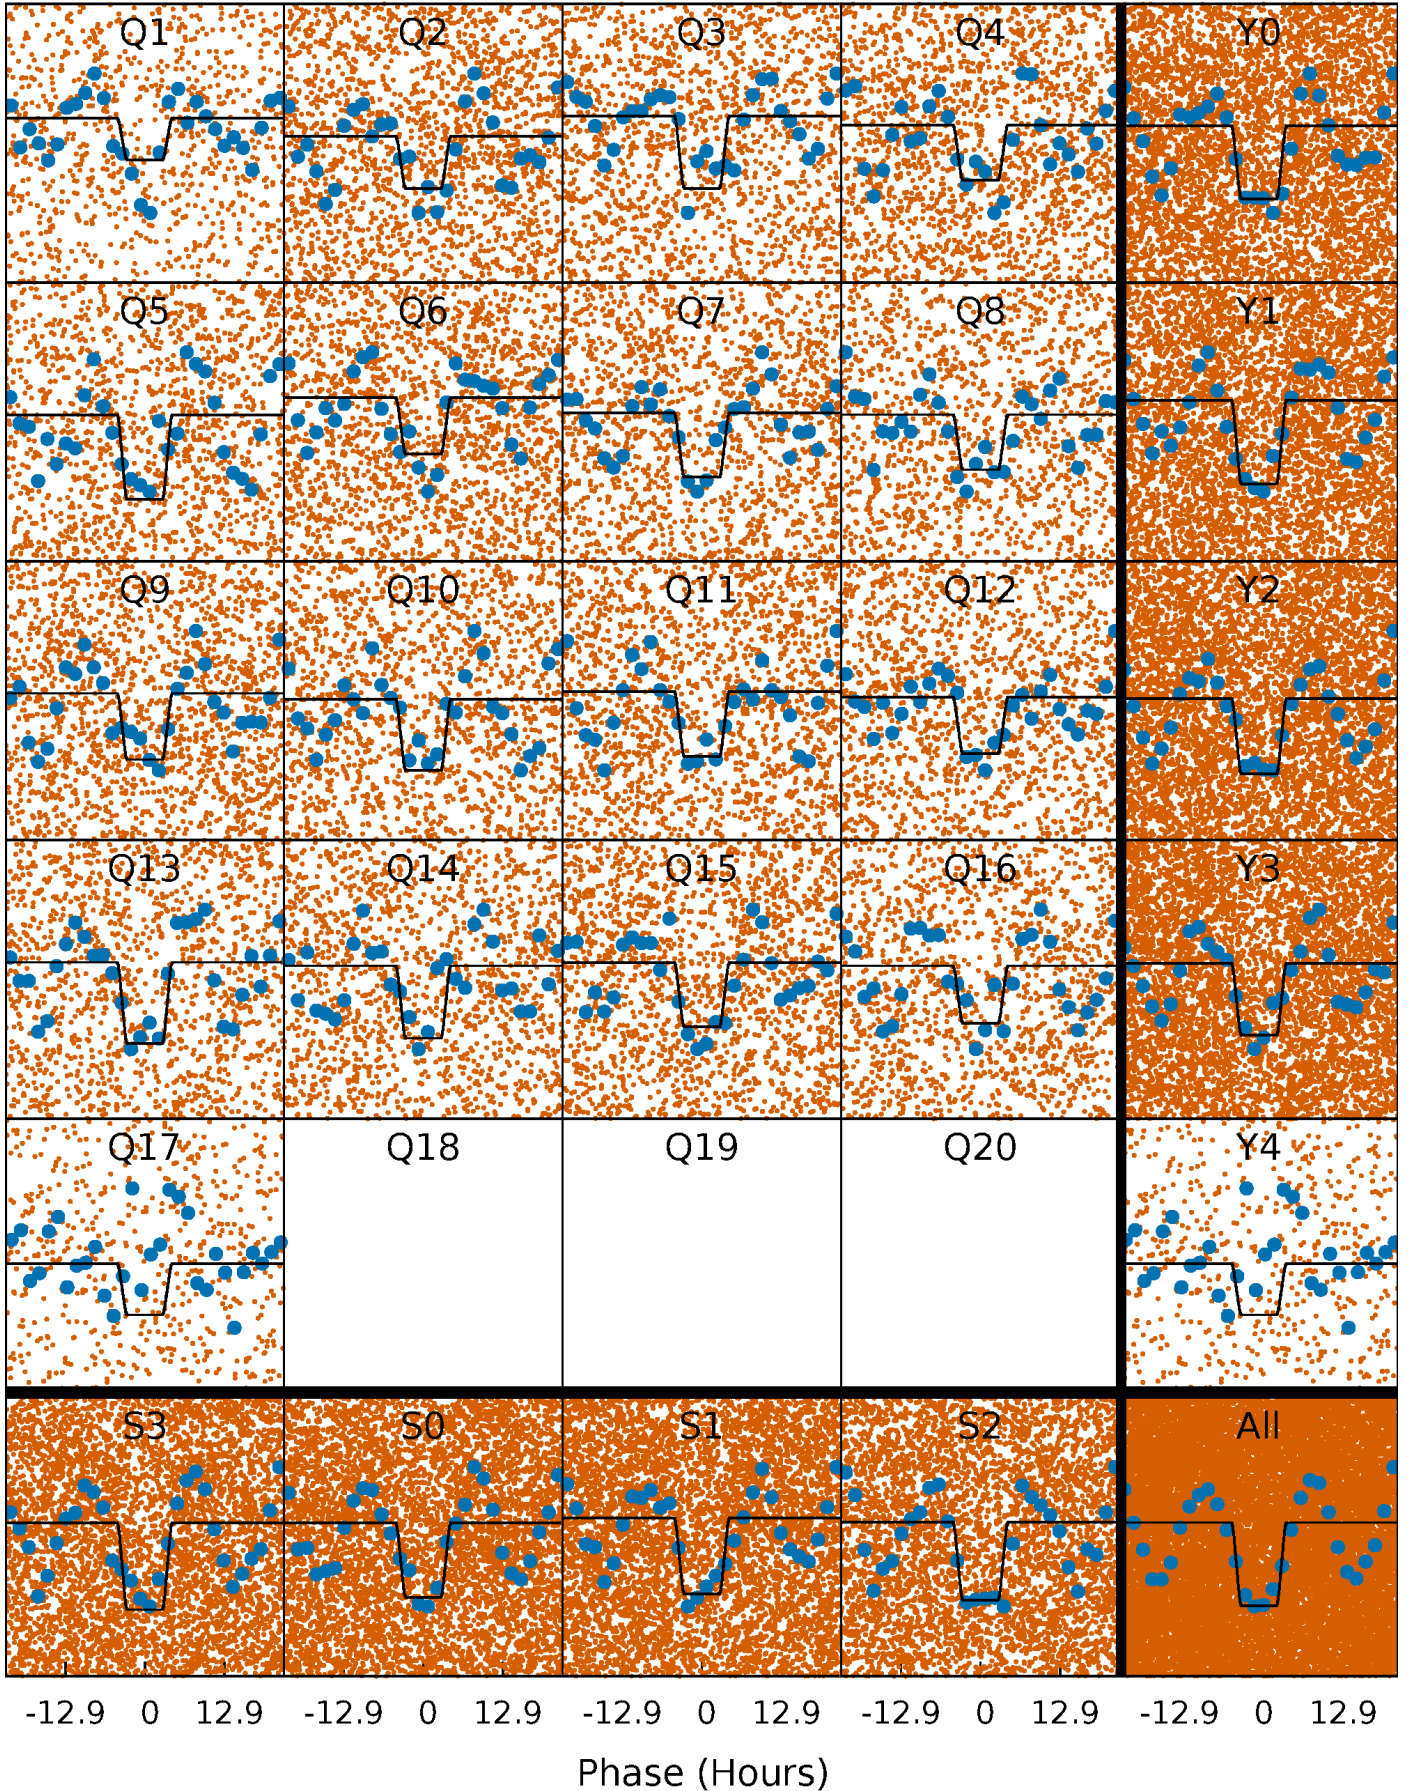 Q1 Q2 Q3 Q4 Y0
Q5 Q6 Q7 Q8 Y1
Q9 Q10 Q11 Q12 Y2
Q13 Q14 Q15 Q16 Y3
Q17 Q18 Q19 Q20 Y4
S3 S0 S1 S2 All
-12.9 0 12.9 -12.9 0 12.9 -12.9 0 12.9 -12.9 0 12.9 -12.9 0 12.9
Phase (Hours)